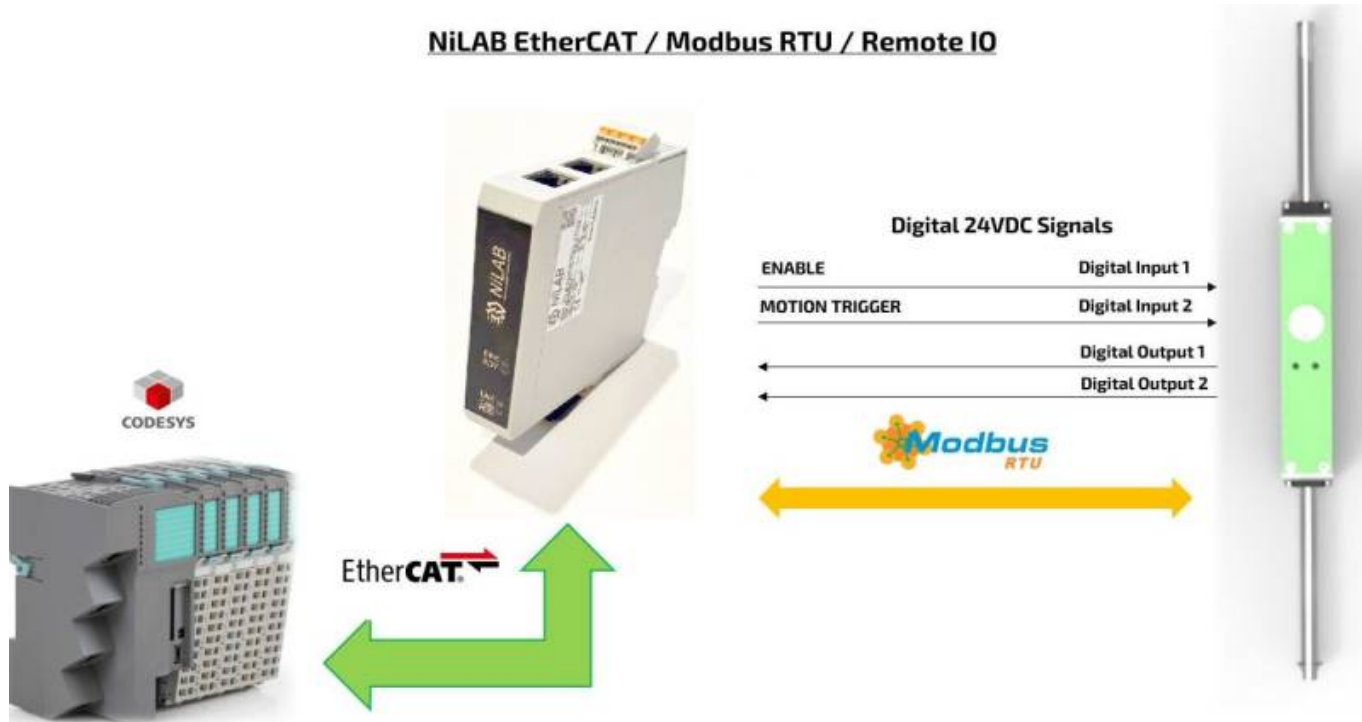 NiLAB EtherCAT / Modbus RTU / Remote IO
NiLAB
NiLAB
Digital 24VDC Signals
ENABLE Digital Input 1
MOTION TRIGGER Digital Input 2
Digital Output 1
Digital Output 2
Modbus
RTU
CODESYS
EtherCAT.